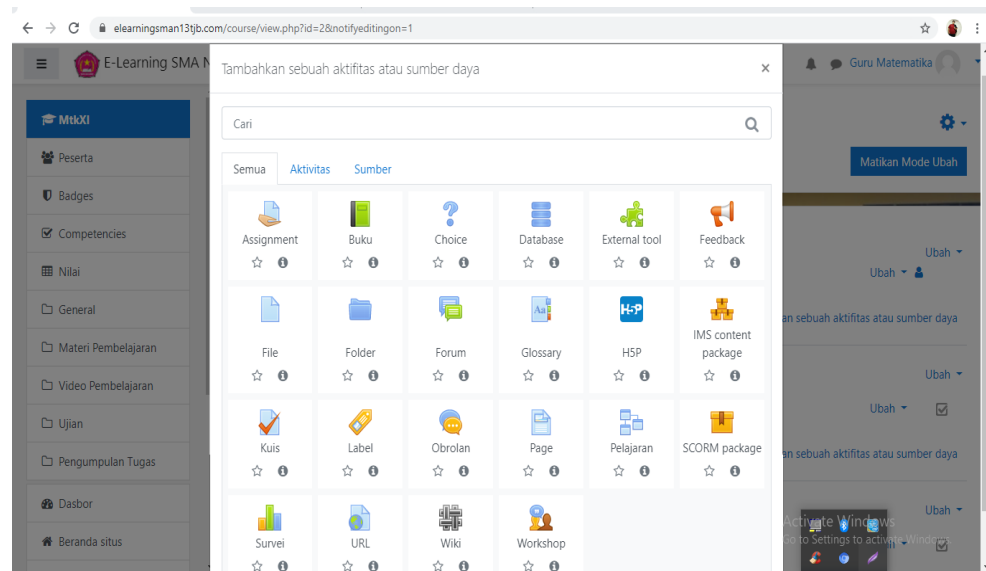 elearningsman13tjb.com/course/view.php?id=2&notifyeditingon=1
E-Learning SMA N
Tambahkan sebuah aktifitas atau sumber daya
×
Guru Matematika
MtkXI
Peserta
Badges
Competencies
Nilai
General
Materi Pembelajaran
Video Pembelajaran
Ujian
Pengumpulan Tugas
Dasbor
Beranda situs
Cari
Semua Aktivitas Sumber
Assignment Buku Choice Database External tool Feedback
File Folder Forum Glossary H5P IMS content package
Kuis Label Obrolan Page Pelajaran SCORM package
Survei URL Wiki Workshop
Matikan Mode Ubah
Ubah
Ubah
an sebuah aktifitas atau sumber daya
Ubah
Ubah
an sebuah aktifitas atau sumber daya
Ubah
Activate Windows
Go to Settings to activate Windows.